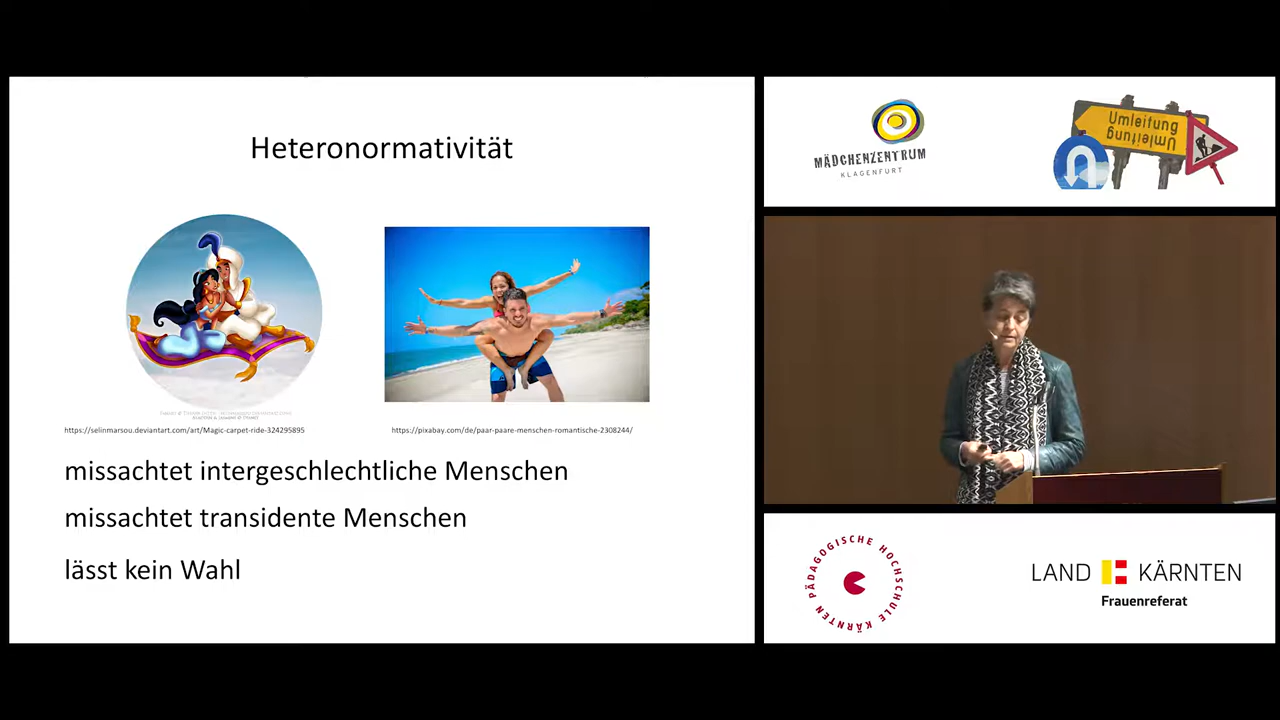 Heteronormativität
https://selinmarsou.deviantart.com/art/Magic-carpet-ride-324295895
https://pixabay.com/de/paar-paare-menschen-romantische-2308244/
missachtet intergeschlechtliche Menschen
missachtet transidente Menschen
lässt kein Wahl
MÄDCHENZENTRUM
KLAGENFURT
Umleitung
Umleitung
PÄDAGOGISCHE HOCHSCHULE KÄRNTEN
LAND KÄRNTEN
Frauenreferat